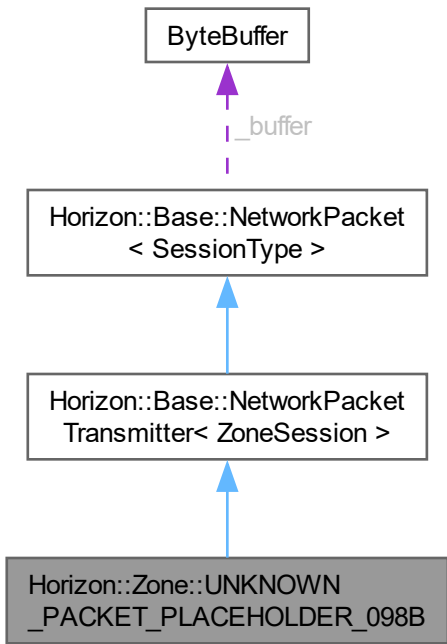 ByteBuffer
_buffer
Horizon::Base::NetworkPacket
< SessionType >
Horizon::Base::NetworkPacket
Transmitter< ZoneSession >
Horizon::Zone::UNKNOWN
_PACKET_PLACEHOLDER_098B